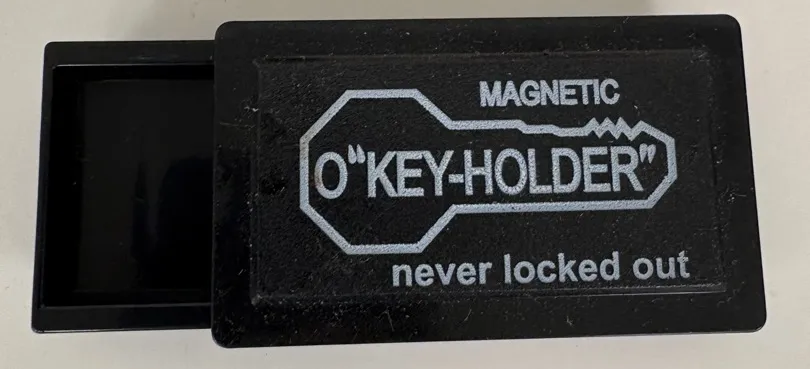 MAGNETIC
O"KEY-HOLDER"
never locked out